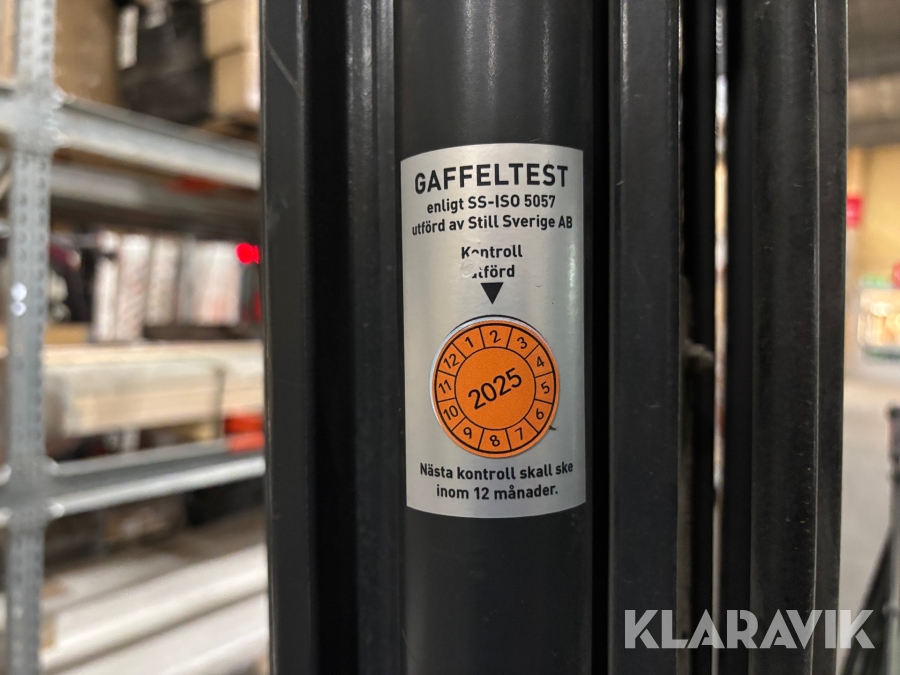 GAFFELTEST
enligt SS-ISO 5057
utförd av Still Sverige AB
Kontroll
utförd
12 1 2 3 4 5 6 7 8 9 10 11
2025
Nästa kontroll skall ske
inom 12 månader.
KLARAVIK